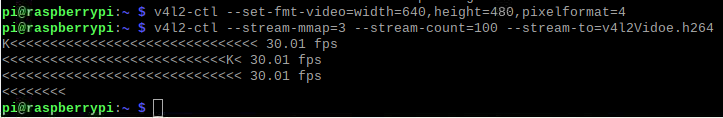 pi@raspberrypi:~ $ v4l2-ctl --set-fmt-video=width=640,height=480,pixelformat=4
pi@raspberrypi:~ $ v4l2-ctl --stream-mmap=3 --stream-count=100 --stream-to=v4l2Vidoe.h264
K<<<<<<<<<<<<<<<<<<<<<<<<<<<<<<<< 30.01 fps
<<<<<<<<<<<<<<<<<<<<<<<<<<<<K< 30.01 fps
<<<<<<<<<<<<<<<<<<<<<<<<<<<<<< 30.01 fps
<<<<<<<<
pi@raspberrypi:~ $